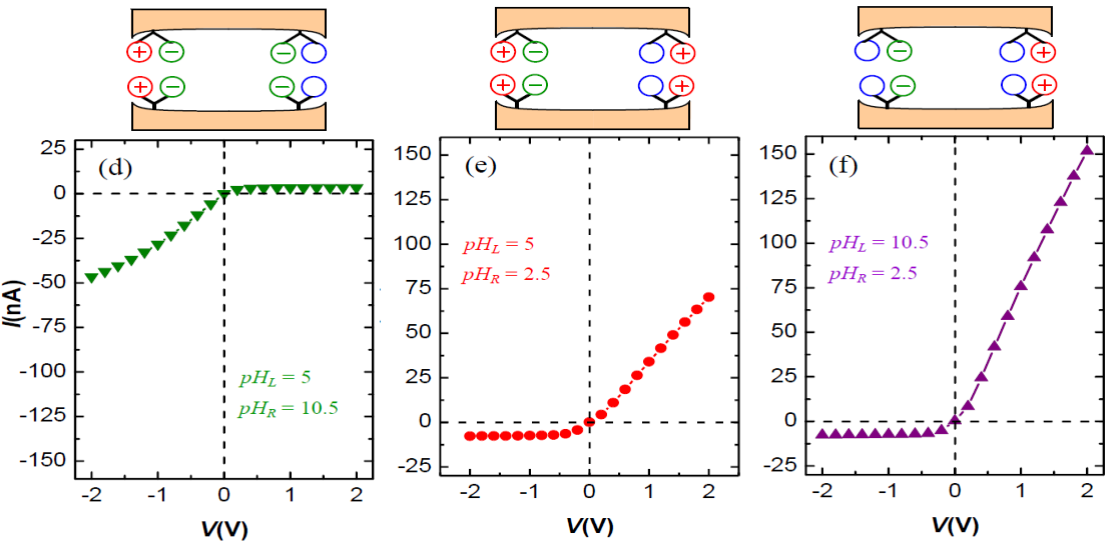 + − − + − + − +
+ − − + − + − +
(d)
pH_L = 5
pH_R = 10.5
I(nA)
25
0
-25
-50
-75
-100
-125
-150
-2 -1 0 1 2
V(V)
(e)
pH_L = 5
pH_R = 2.5
150
125
100
75
50
25
0
-25
-2 -1 0 1 2
V(V)
(f)
pH_L = 10.5
pH_R = 2.5
150
125
100
75
50
25
0
-25
-2 -1 0 1 2
V(V)